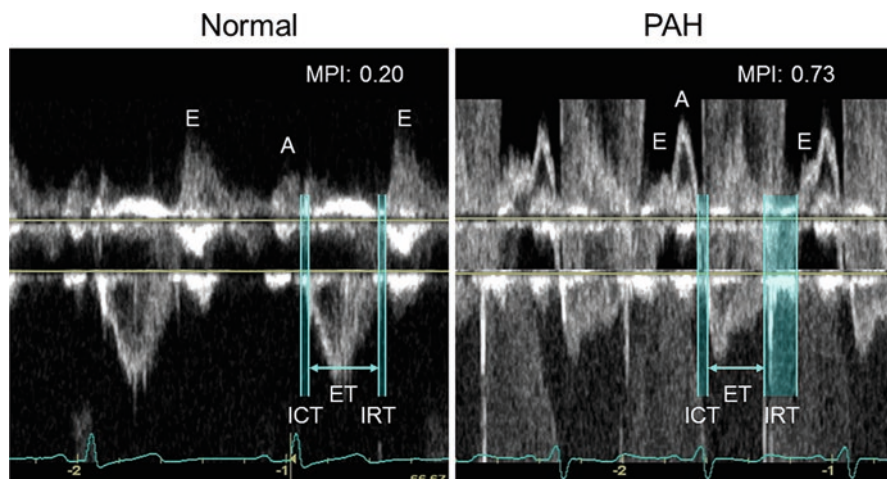 Normal
PAH
MPI: 0.20
MPI: 0.73
E
A
E
E
A
E
ET
ICT
IRT
ET
ICT
IRT
-2
-1
-2
-1